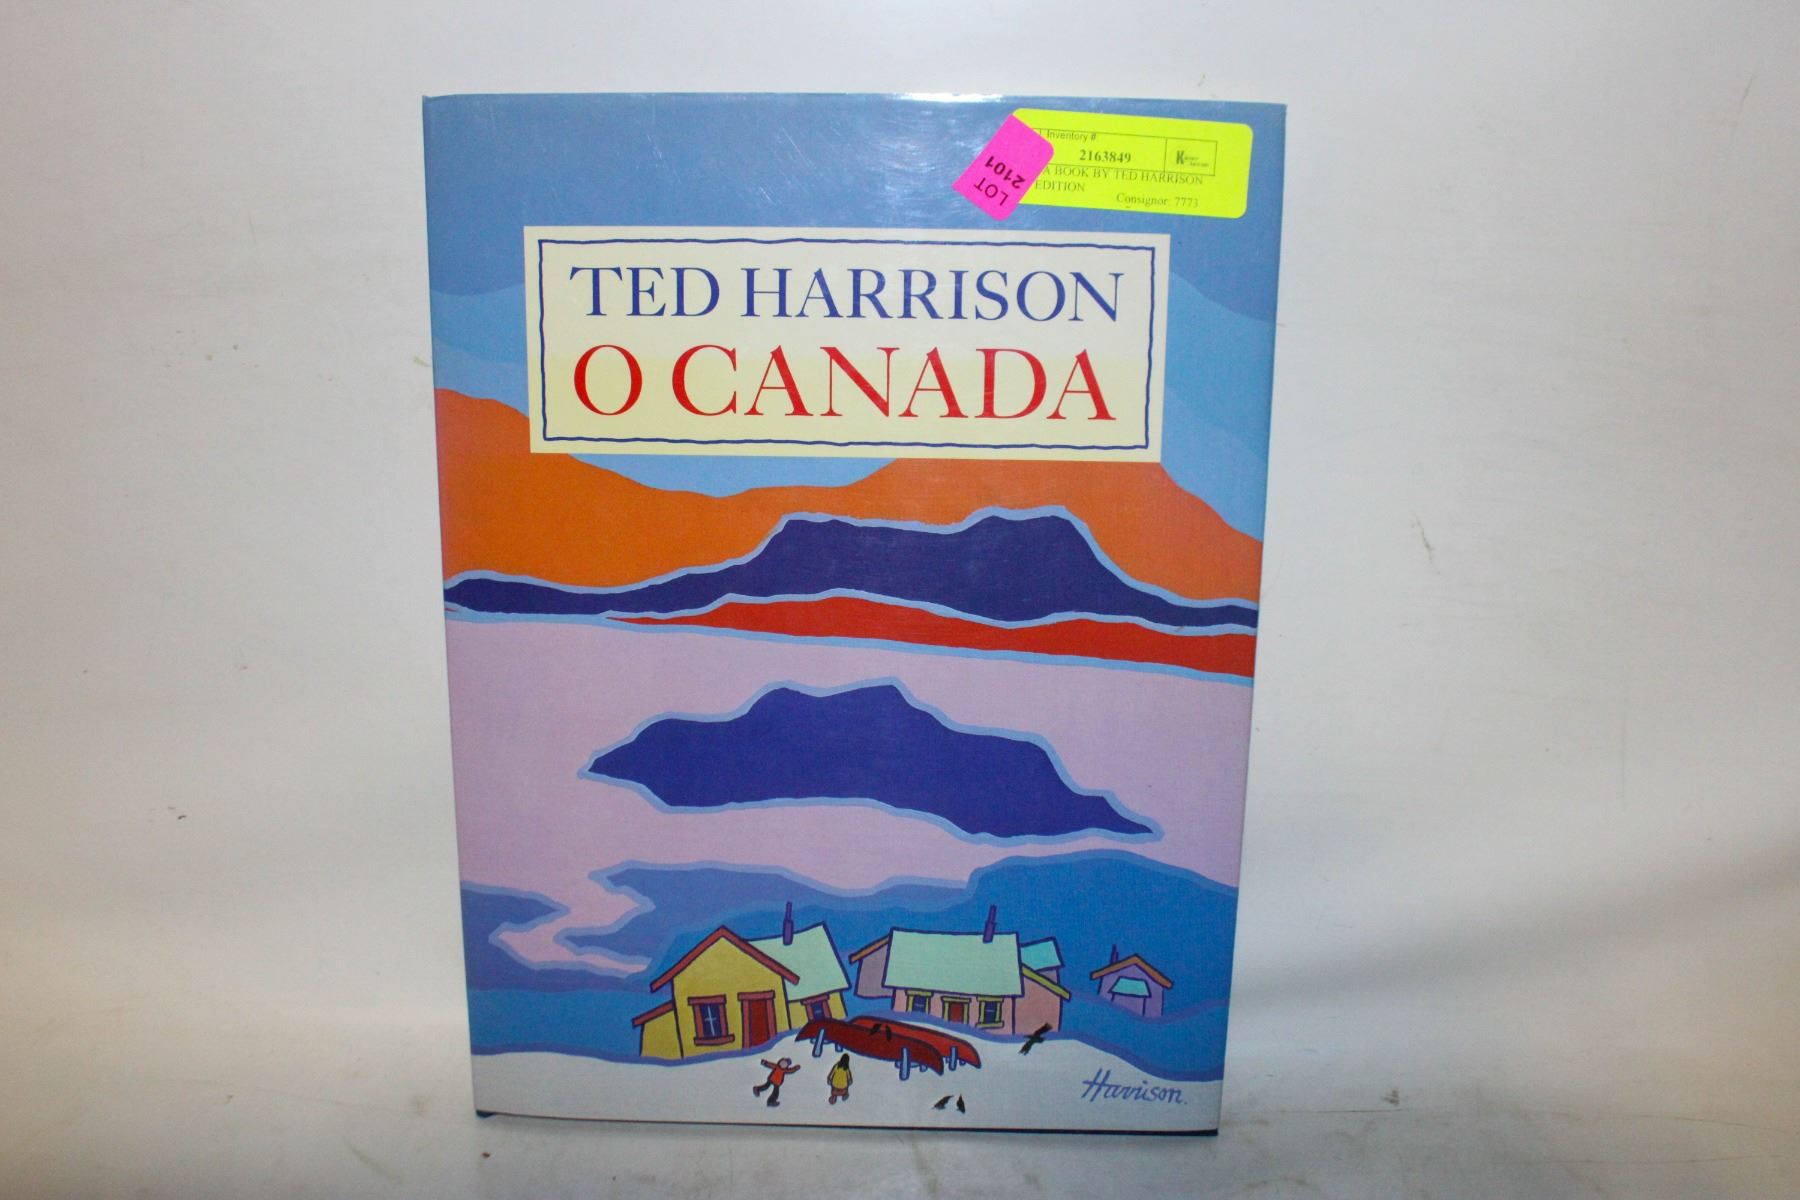 Inventory #
2163849
A BOOK BY TED HARRISON
EDITION
Consignor: 7773
LOT
2101
TED HARRISON
O CANADA
Harrison.